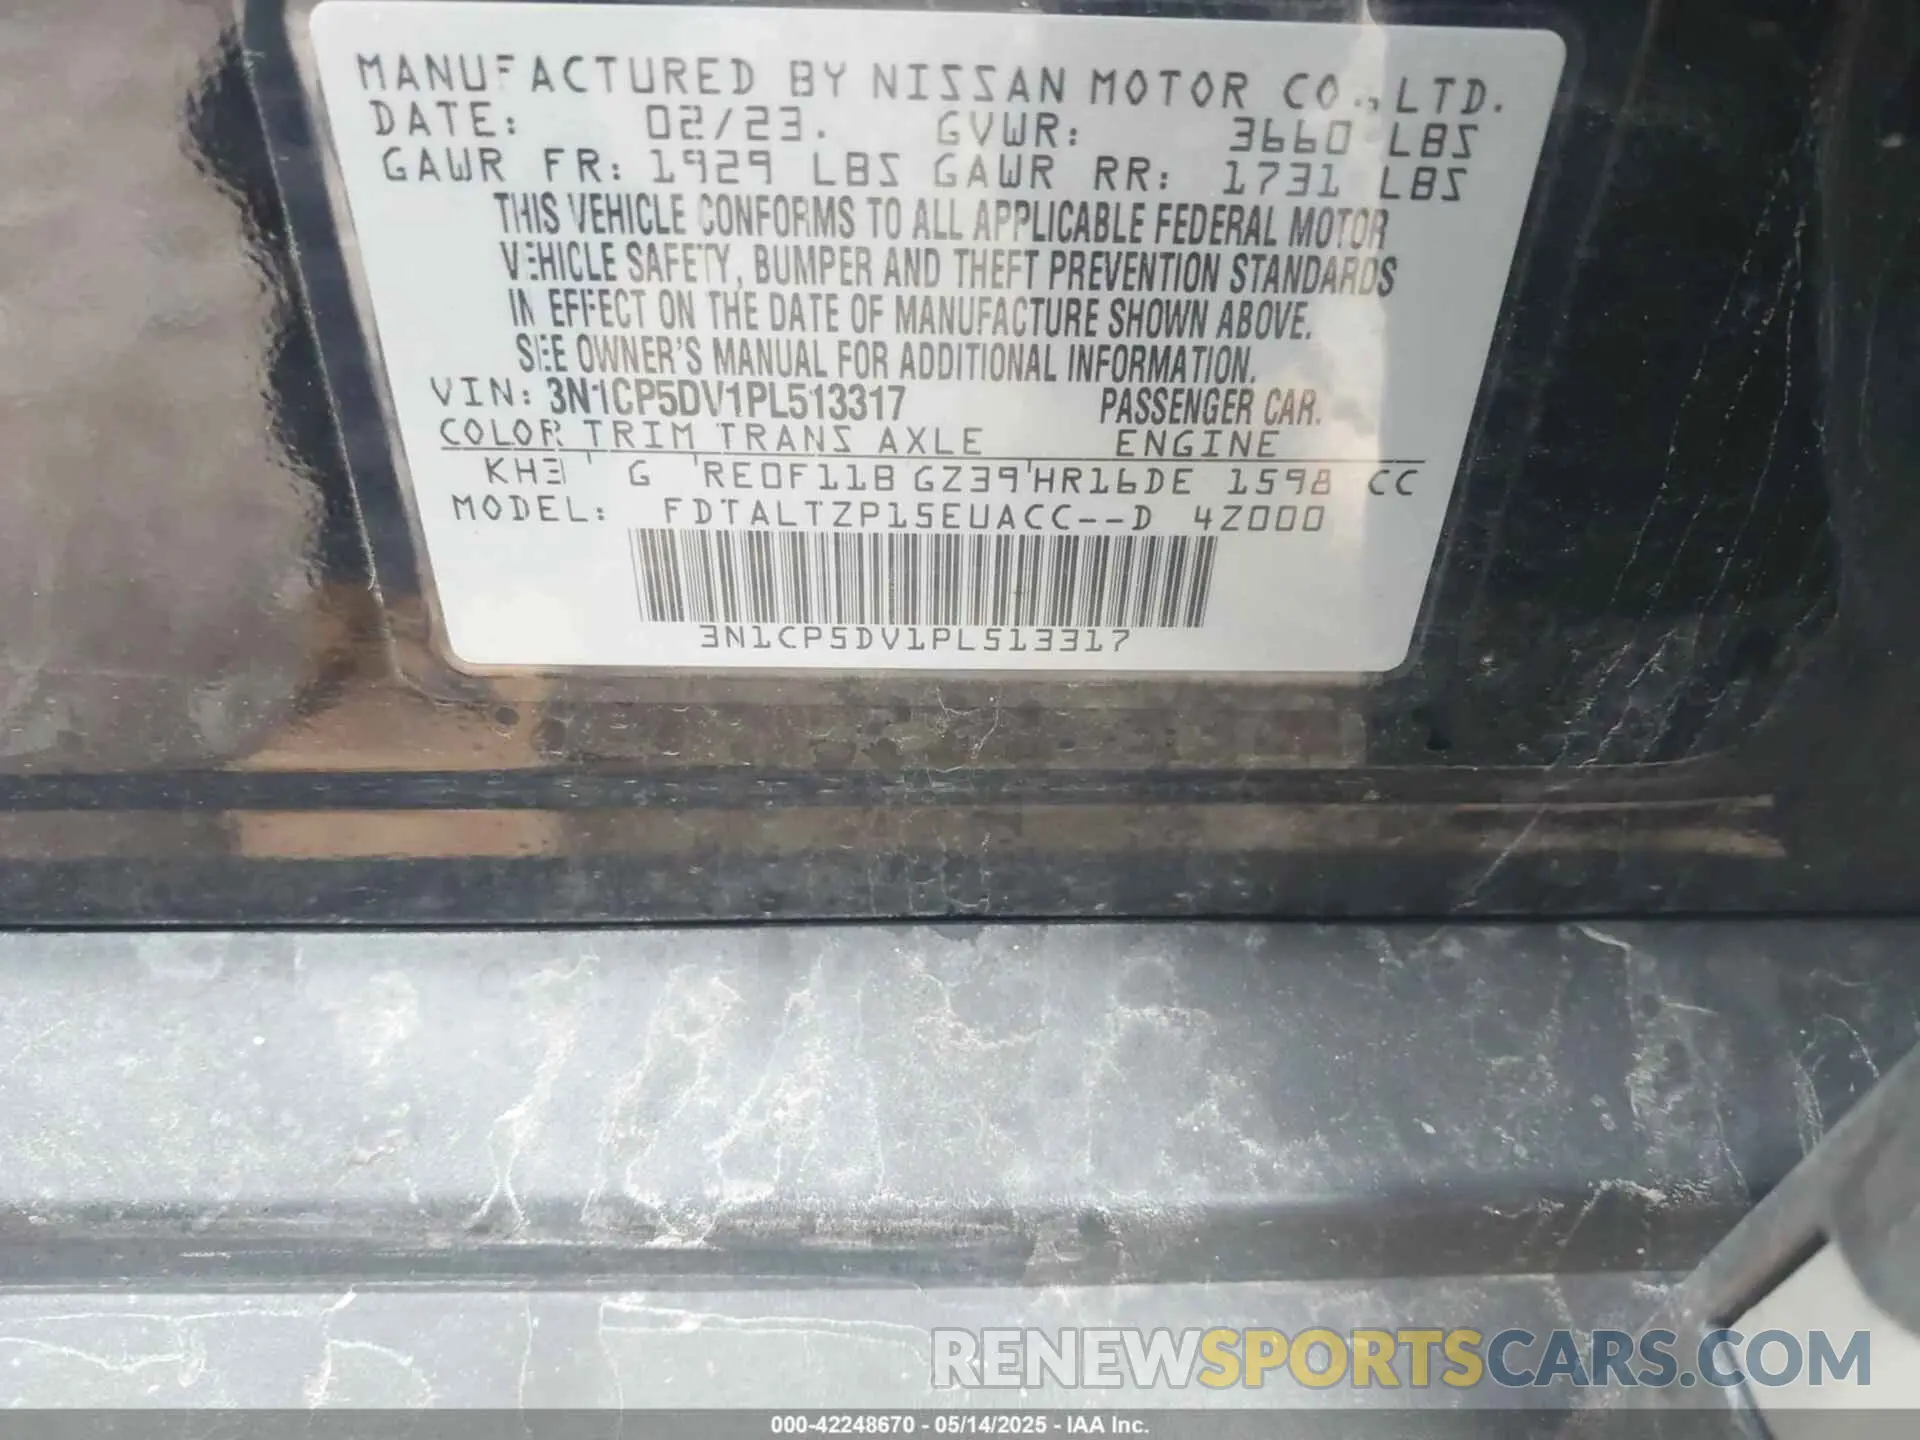 MANUFACTURED BY NISSAN MOTOR CO., LTD.
DATE: 02/23. GVWR: 3660 LBS
GAWR FR: 1929 LBS GAWR RR: 1731 LBS
THIS VEHICLE CONFORMS TO ALL APPLICABLE FEDERAL MOTOR
VEHICLE SAFETY, BUMPER AND THEFT PREVENTION STANDARDS
IN EFFECT ON THE DATE OF MANUFACTURE SHOWN ABOVE.
SEE OWNER'S MANUAL FOR ADDITIONAL INFORMATION.
VIN: 3N1CP5DV1PL513317 PASSENGER CAR.
COLOR TRIM TRANS AXLE ENGINE
KH3 G RE0F11B GZ39 HR16DE 1598 CC
MODEL: FDTALTZP15EUACC--D 4Z000
3N1CP5DV1PL513317
RENEWSPORTSCARS.COM
000-42248670 - 05/14/2025 - IAA Inc.